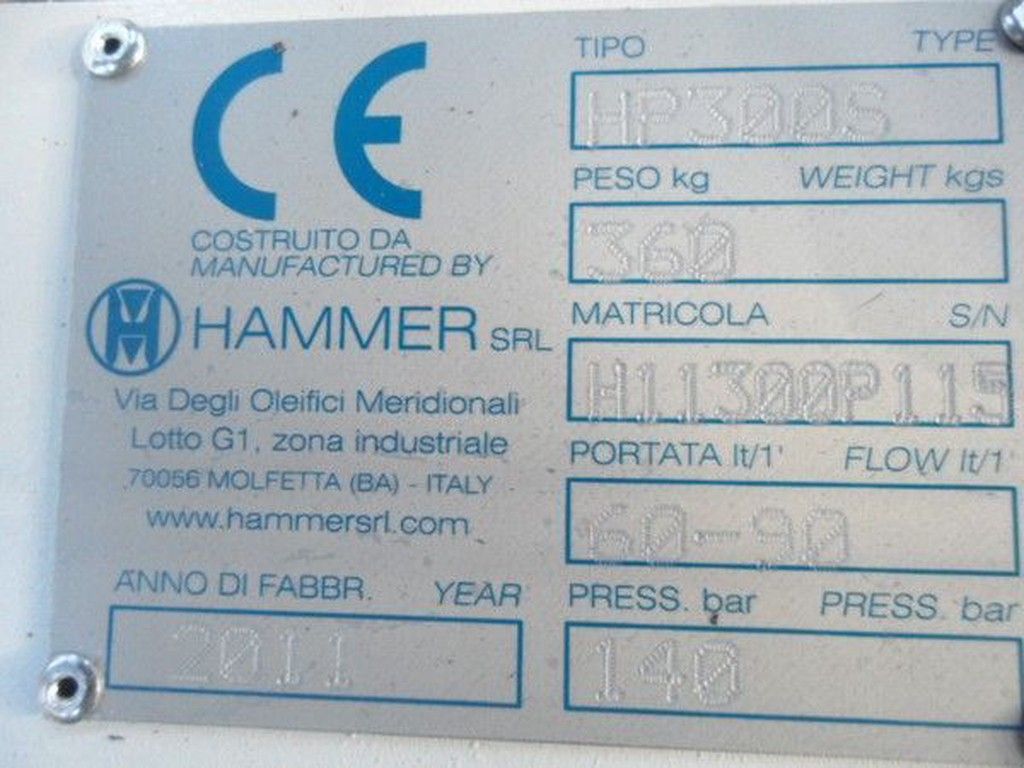 CE
COSTRUITO DA
MANUFACTURED BY
HAMMER SRL
Via Degli Oleifici Meridionali
Lotto G1, zona industriale
70056 MOLFETTA (BA) - ITALY
www.hammersrl.com
ANNO DI FABBR. YEAR
2011
TIPO TYPE
HP300S
PESO kg WEIGHT kgs
360
MATRICOLA S/N
H11300P115
PORTATA lt/1' FLOW lt/1'
60-90
PRESS. bar PRESS. bar
140